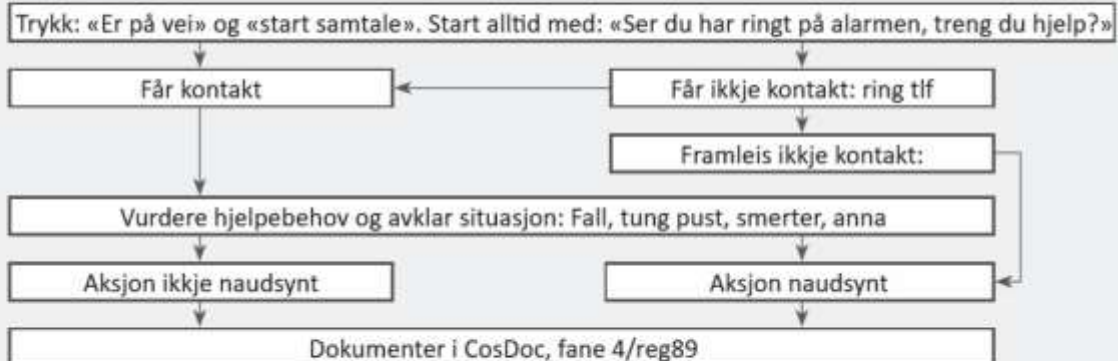 Trykk: «Er på vei» og «start samtale». Start alltid med: «Ser du har ringt på alarmen, treng du hjelp?»
Får kontakt
Får ikkje kontakt: ring tlf
Framleis ikkje kontakt:
Vurdere hjelpebehov og avklar situasjon: Fall, tung pust, smerter, anna
Aksjon ikkje naudsynt
Aksjon naudsynt
Dokumenter i CosDoc, fane 4/reg89